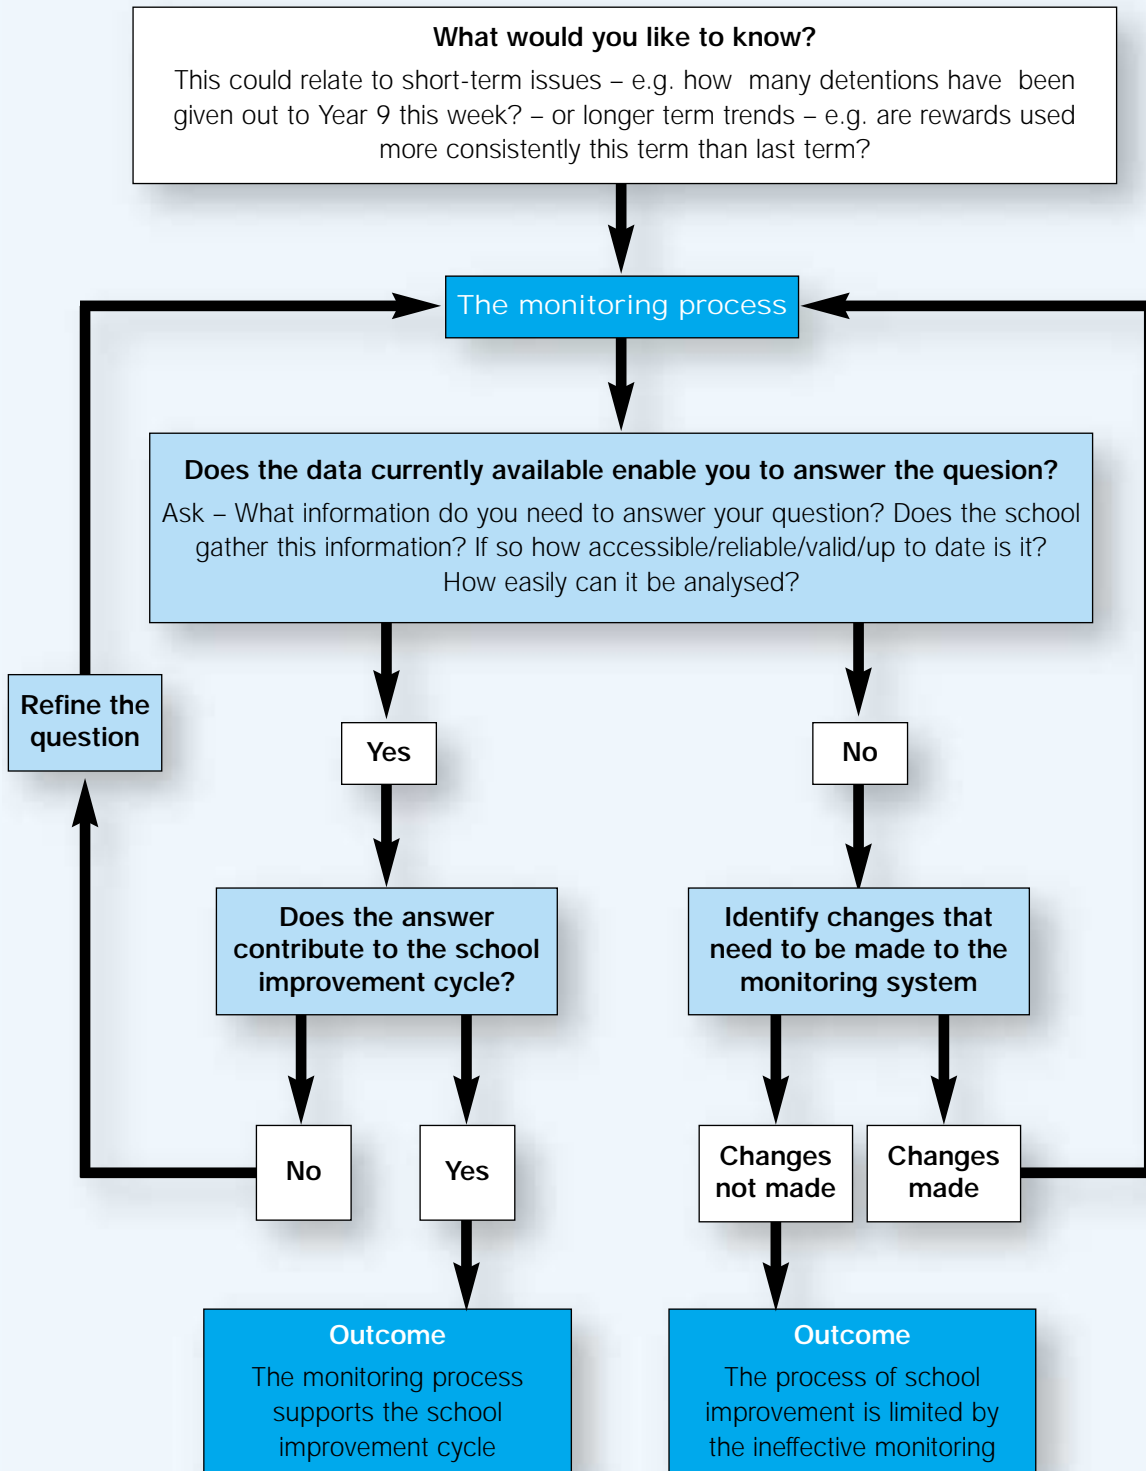 What would you like to know?
This could relate to short-term issues – e.g. how many detentions have been
given out to Year 9 this week? – or longer term trends – e.g. are rewards used
more consistently this term than last term?
The monitoring process
Does the data currently available enable you to answer the quesion?
Ask – What information do you need to answer your question? Does the school
gather this information? If so how accessible/reliable/valid/up to date is it?
How easily can it be analysed?
Refine the
question
Yes
No
Does the answer
contribute to the school
improvement cycle?
Identify changes that
need to be made to the
monitoring system
No
Yes
Changes
not made
Changes
made
Outcome
The monitoring process
supports the school
improvement cycle
Outcome
The process of school
improvement is limited by
the ineffective monitoring